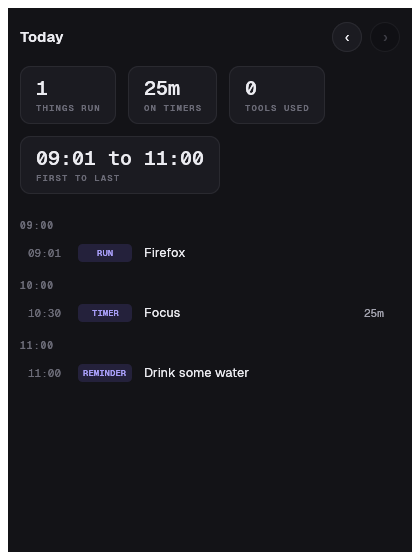 Today
‹ ›
1 25m 0
THINGS RUN ON TIMERS TOOLS USED
09:01 to 11:00
FIRST TO LAST
09:00
09:01 RUN Firefox
10:00
10:30 TIMER Focus 25m
11:00
11:00 REMINDER Drink some water